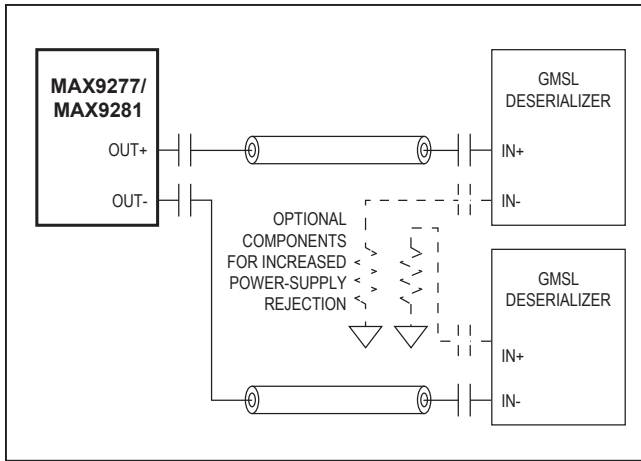 MAX9277/
MAX9281
OUT+
OUT-
GMSL
DESERIALIZER
IN+
IN-
OPTIONAL
COMPONENTS
FOR INCREASED
POWER-SUPPLY
REJECTION
GMSL
DESERIALIZER
IN+
IN-